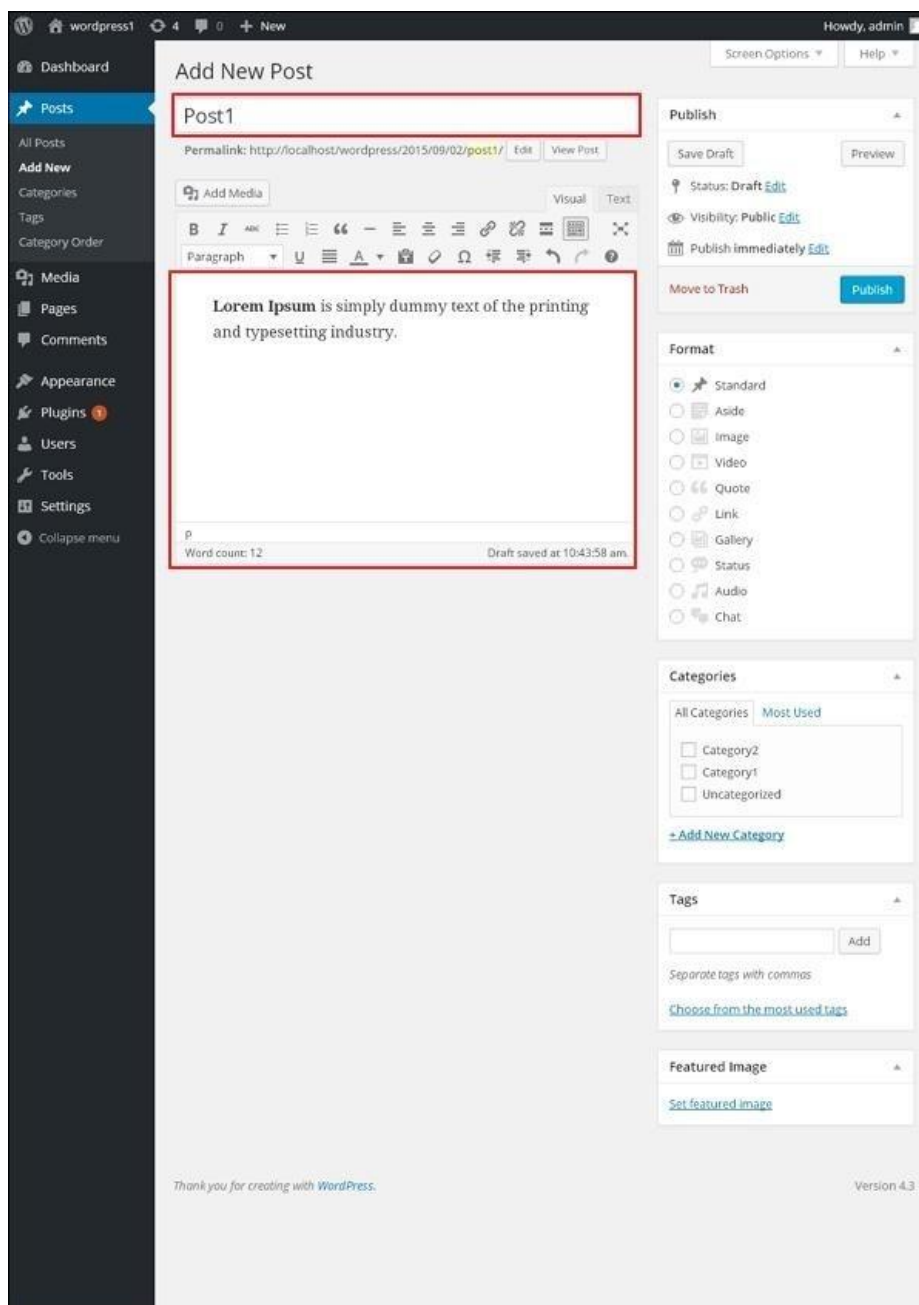 wordpress1 4 0 + New Howdy, admin
Screen Options Help
Dashboard
Posts
All Posts
Add New
Categories
Tags
Category Order
Media
Pages
Comments
Appearance
Plugins 1
Users
Tools
Settings
Collapse menu
Add New Post
Post1
Permalink: http://localhost/wordpress/2015/09/02/post1/ Edit View Post
Add Media
Visual Text
B I ABC
Paragraph U A Ω
Lorem Ipsum is simply dummy text of the printing
and typesetting industry.
p
Word count: 12 Draft saved at 10:43:58 am.
Publish
Save Draft Preview
Status: Draft Edit
Visibility: Public Edit
Publish immediately Edit
Move to Trash Publish
Format
Standard
Aside
Image
Video
Quote
Link
Gallery
Status
Audio
Chat
Categories
All Categories Most Used
Category2
Category1
Uncategorized
+ Add New Category
Tags
Add
Separate tags with commas
Choose from the most used tags
Featured Image
Set featured image
Thank you for creating with WordPress. Version 4.3